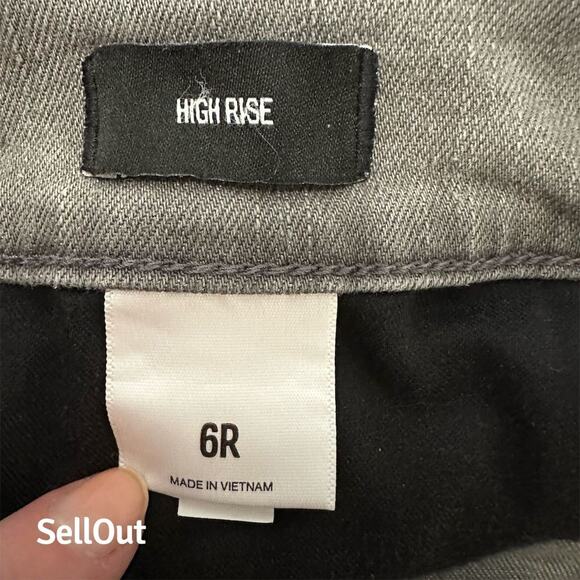 HIGH RISE
6R
MADE IN VIETNAM
SellOut